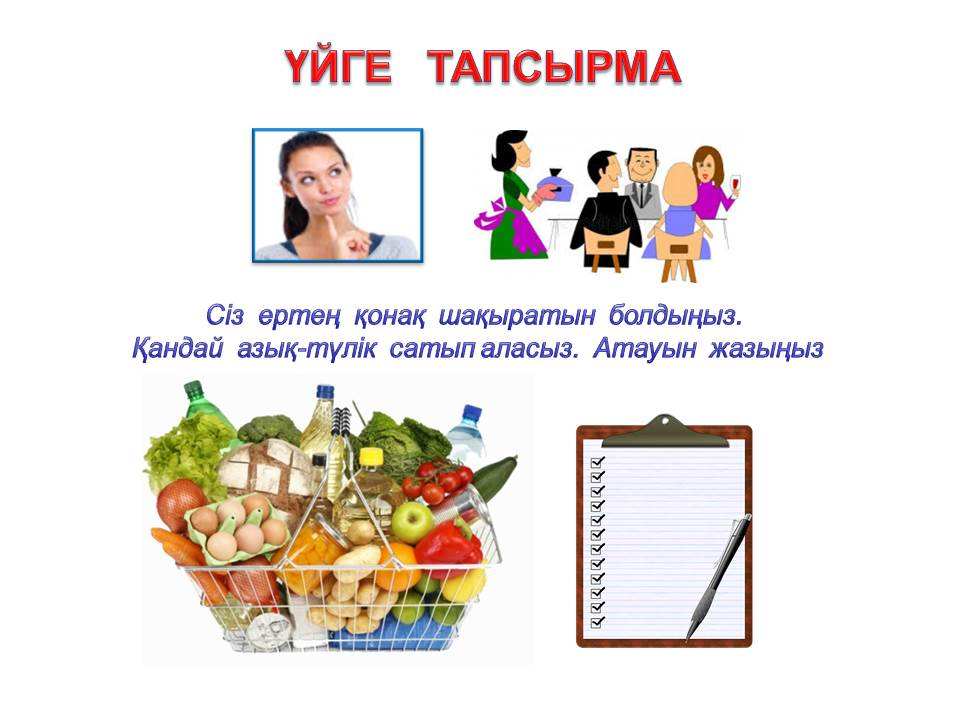 ҮЙГЕ ТАПСЫРМА
Сіз ертең қонақ шақыратын болдыңыз.
Қандай азық-түлік сатып аласыз. Атауын жазыңыз